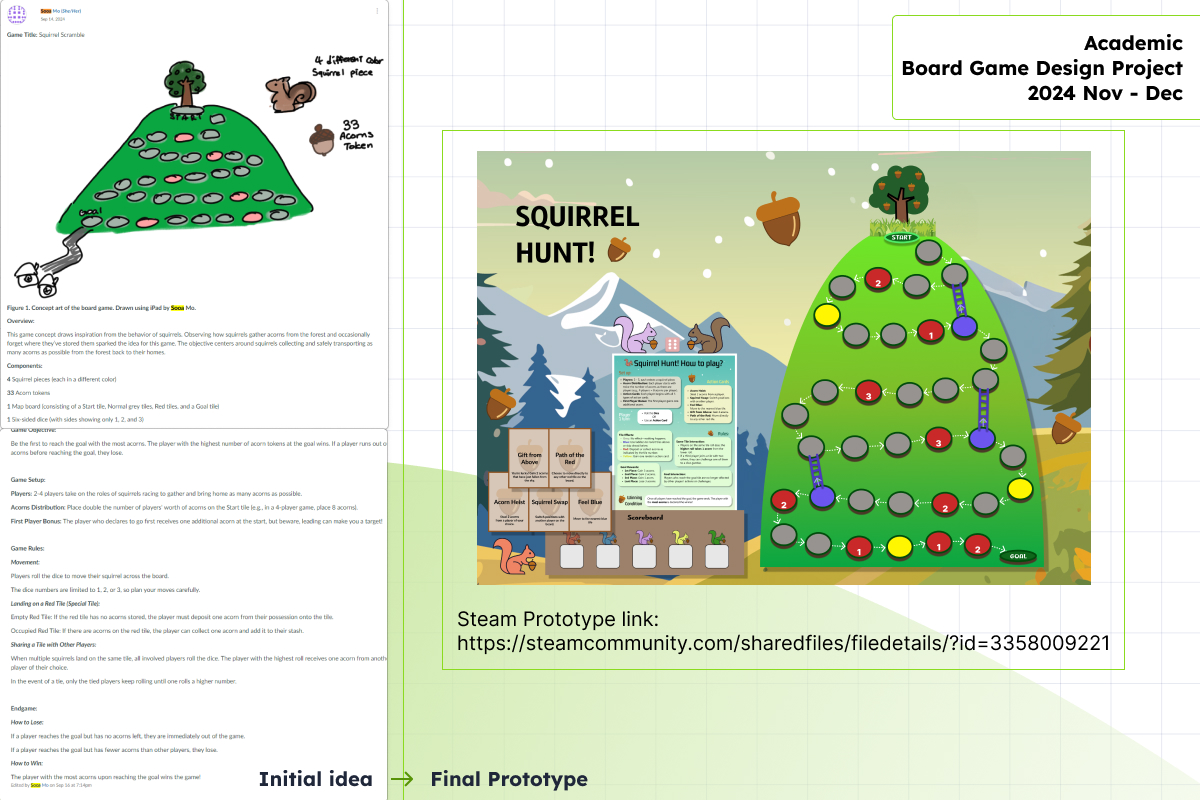 Sooa Mo (She/Her)
Sep 14, 2024
Game Title: Squirrel Scramble
4 different color
Squirrel piece
33
Acorns
Token
START
Goal
Figure 1. Concept art of the board game. Drawn using iPad by Sooa Mo.
Overview:
This game concept draws inspiration from the behavior of squirrels. Observing how squirrels gather acorns from the forest and occasionally
forget where they've stored them sparked the idea for this game. The objective centers around squirrels collecting and safely transporting as
many acorns as possible from the forest back to their homes.
Components:
4 Squirrel pieces (each in a different color)
33 Acorn tokens
1 Map board (consisting of a Start tile, Normal grey tiles, Red tiles, and a Goal tile)
1 Six-sided dice (with sides showing only 1, 2, and 3)
Game Objective:
Be the first to reach the goal with the most acorns. The player with the highest number of acorn tokens at the goal wins. If a player runs out o
acorns before reaching the goal, they lose.
Game Setup:
Players: 2-4 players take on the roles of squirrels racing to gather and bring home as many acorns as possible.
Acorns Distribution: Place double the number of players' worth of acorns on the Start tile (e.g., in a 4-player game, place 8 acorns).
First Player Bonus: The player who declares to go first receives one additional acorn at the start, but beware, leading can make you a target!
Game Rules:
Movement:
Players roll the dice to move their squirrel across the board.
The dice numbers are limited to 1, 2, or 3, so plan your moves carefully.
Landing on a Red Tile (Special Tile):
Empty Red Tile: If the red tile has no acorns stored, the player must deposit one acorn from their possession onto the tile.
Occupied Red Tile: If there are acorns on the red tile, the player can collect one acorn and add it to their stash.
Sharing a Tile with Other Players:
When multiple squirrels land on the same tile, all involved players roll the dice. The player with the highest roll receives one acorn from anoth
player of their choice.
In the event of a tie, only the tied players keep rolling until one rolls a higher number.
Endgame:
How to Lose:
If a player reaches the goal but has no acorns left, they are immediately out of the game.
If a player reaches the goal but has fewer acorns than other players, they lose.
How to Win:
The player with the most acorns upon reaching the goal wins the game!
Edited by Sooa Mo on Sep 16 at 7:14pm
Initial idea → Final Prototype
Academic
Board Game Design Project
2024 Nov - Dec
SQUIRREL
HUNT!
START
2
1
3
3
2
2
1
1
2
GOAL
Squirrel Hunt! How to play?
Gift from
Above
Path of the
Red
Acorn Heist
Squirrel Swap
Feel Blue
Rules
Winning
Condition
Scoreboard
Steam Prototype link:
https://steamcommunity.com/sharedfiles/filedetails/?id=3358009221